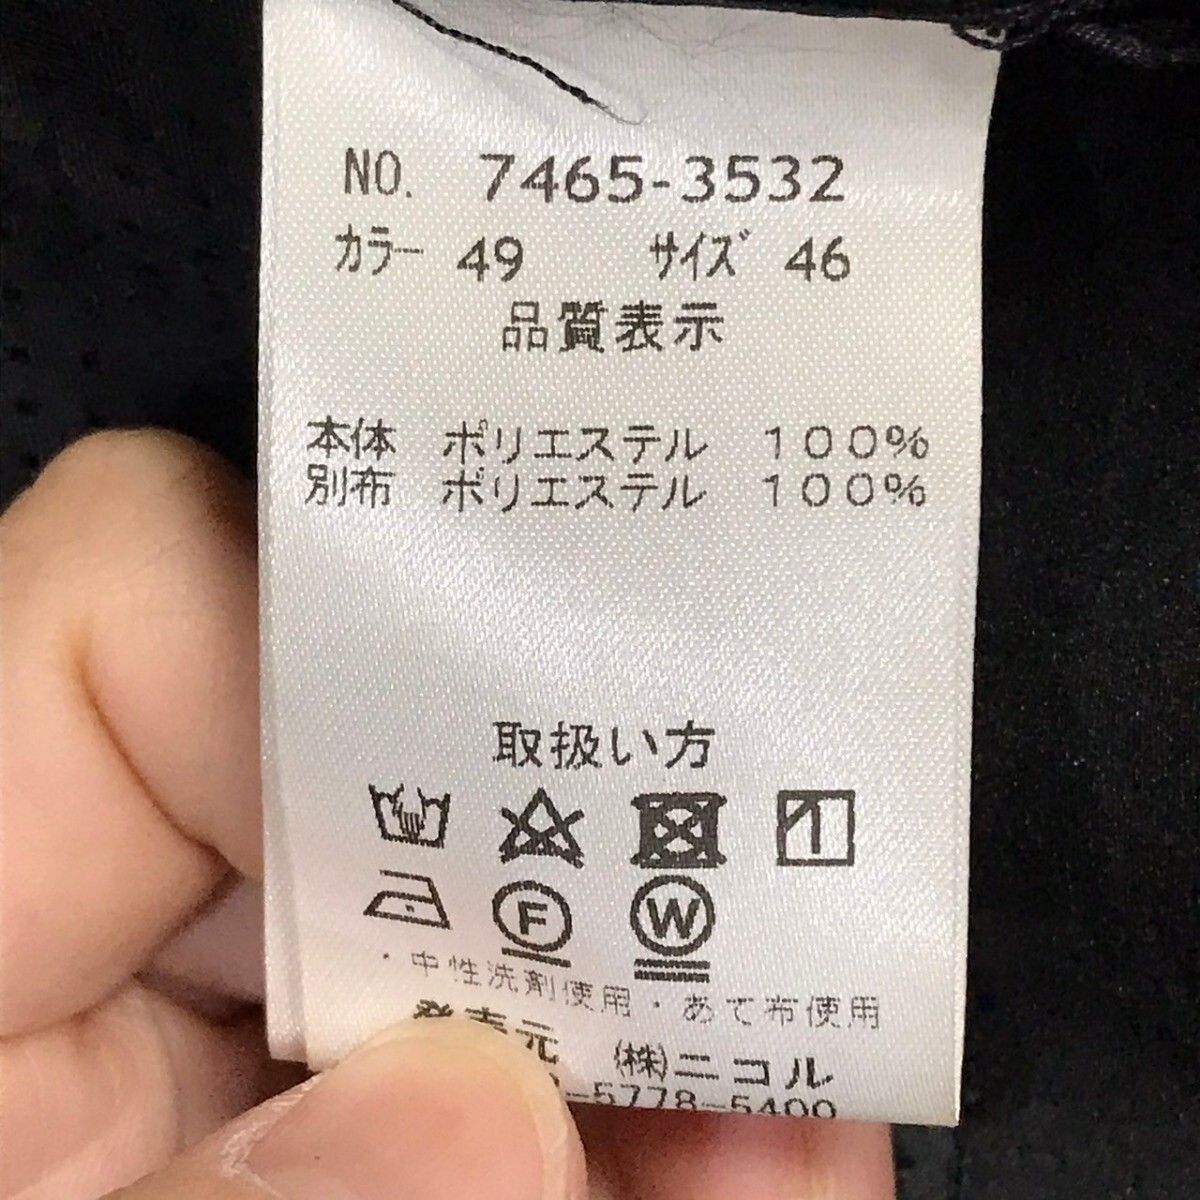 NO. 7465-3532
カラー 49 サイズ 46
品質表示
本体 ポリエステル 100%
別布 ポリエステル 100%
取扱い方
F W
・中性洗剤使用・あて布使用
発売元 (株)ニコル
-5778-5400